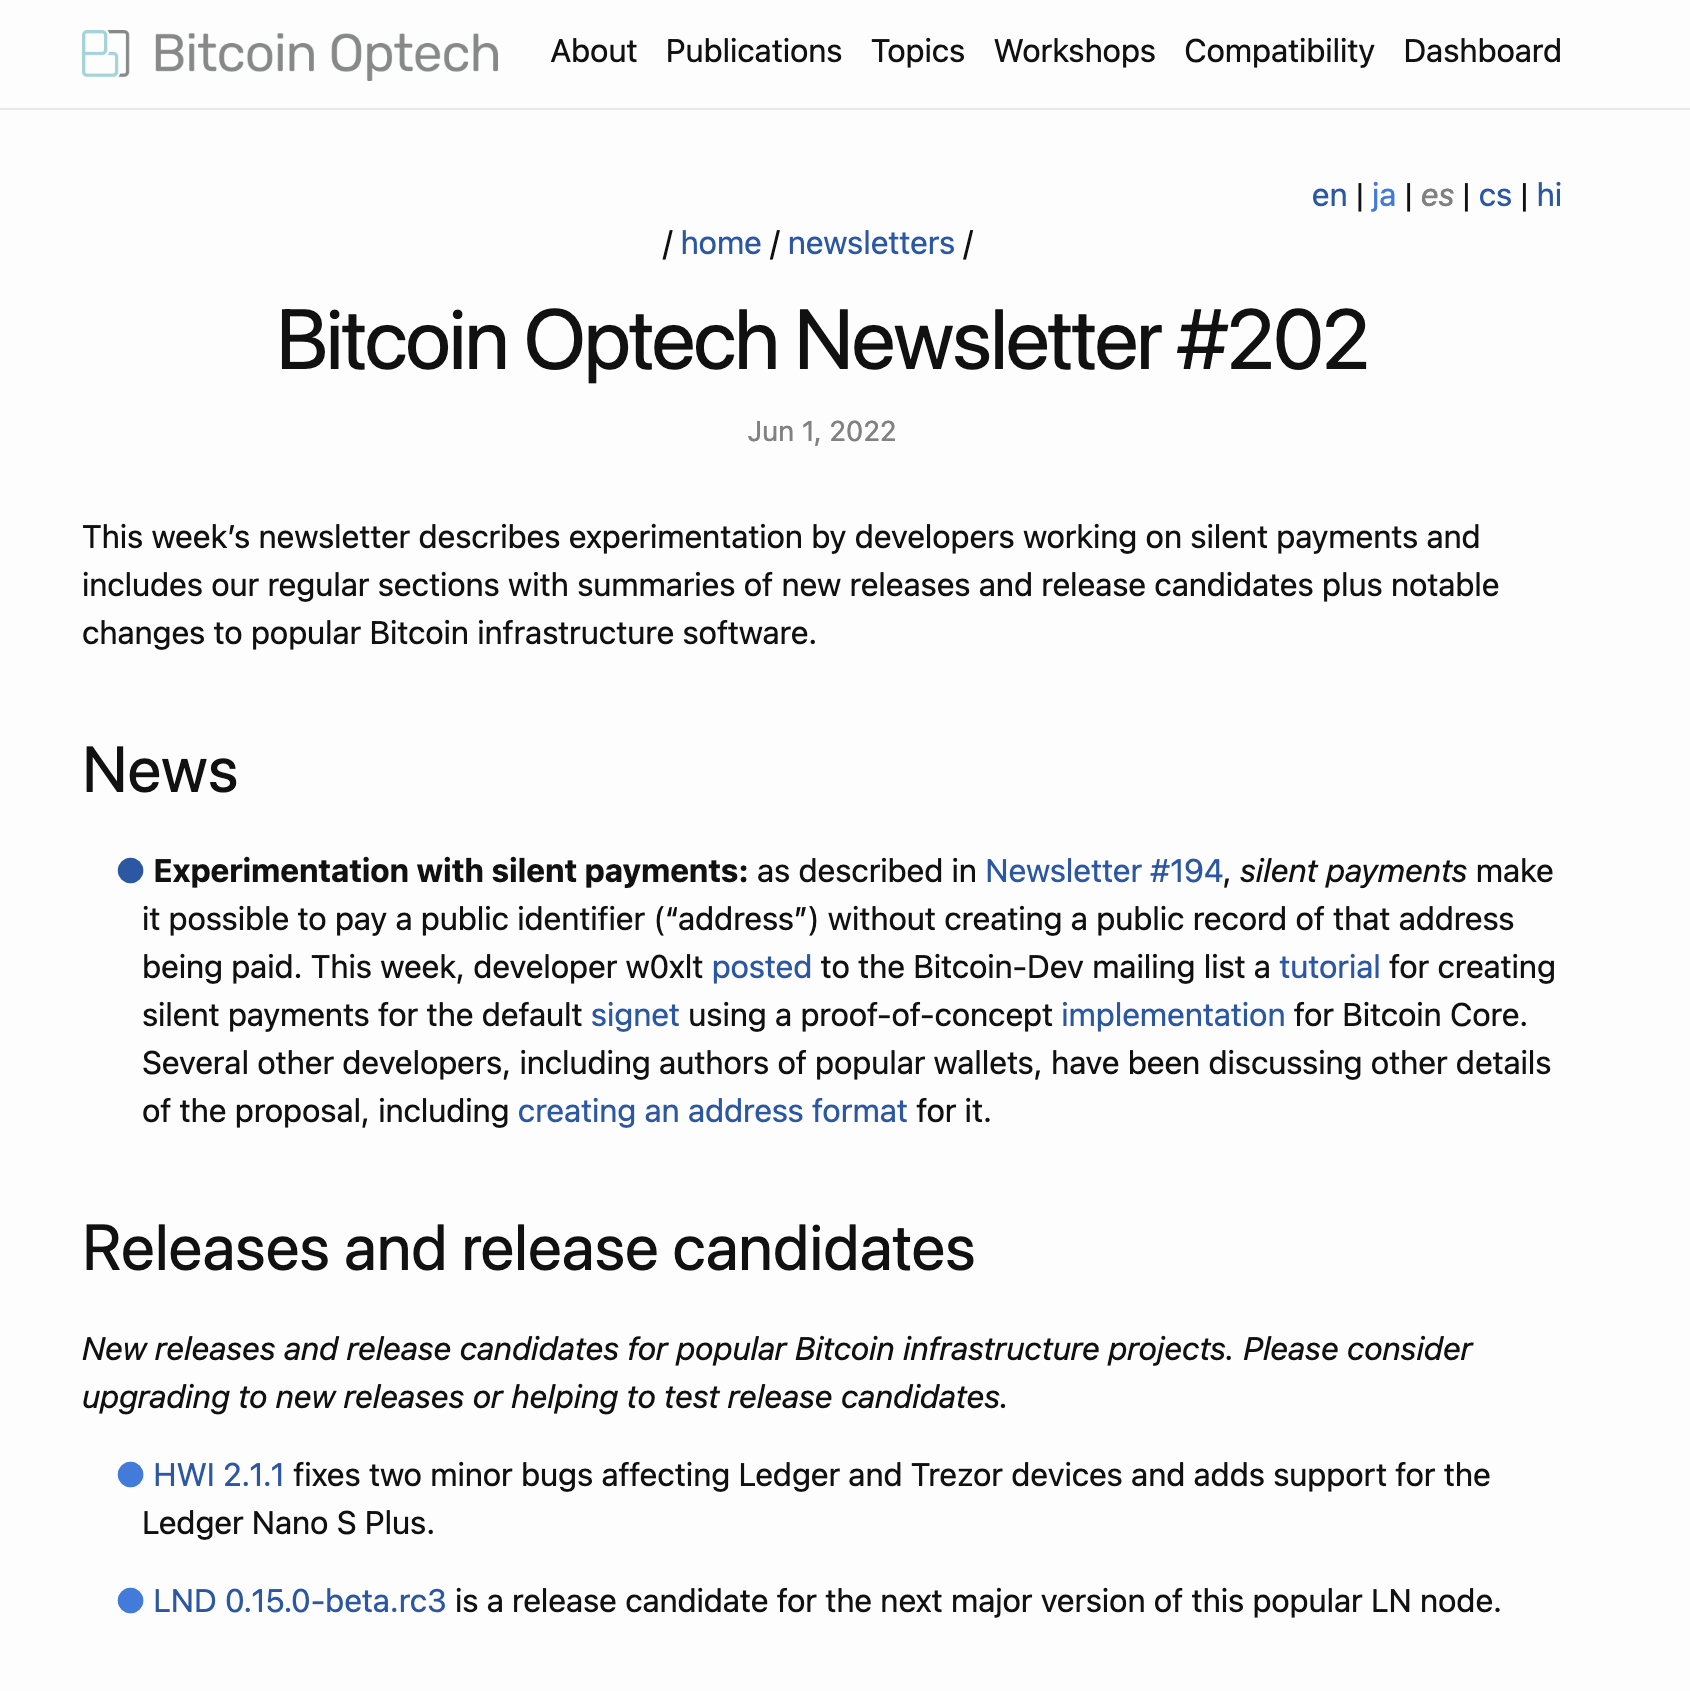 Bitcoin Optech About Publications Topics Workshops Compatibility Dashboard
en | ja | es | cs | hi
/ home / newsletters /
Bitcoin Optech Newsletter #202
Jun 1, 2022
This week’s newsletter describes experimentation by developers working on silent payments and
includes our regular sections with summaries of new releases and release candidates plus notable
changes to popular Bitcoin infrastructure software.
News
● Experimentation with silent payments: as described in Newsletter #194, silent payments make
it possible to pay a public identifier (“address”) without creating a public record of that address
being paid. This week, developer w0xlt posted to the Bitcoin-Dev mailing list a tutorial for creating
silent payments for the default signet using a proof-of-concept implementation for Bitcoin Core.
Several other developers, including authors of popular wallets, have been discussing other details
of the proposal, including creating an address format for it.
Releases and release candidates
New releases and release candidates for popular Bitcoin infrastructure projects. Please consider
upgrading to new releases or helping to test release candidates.
● HWI 2.1.1 fixes two minor bugs affecting Ledger and Trezor devices and adds support for the
Ledger Nano S Plus.
● LND 0.15.0-beta.rc3 is a release candidate for the next major version of this popular LN node.